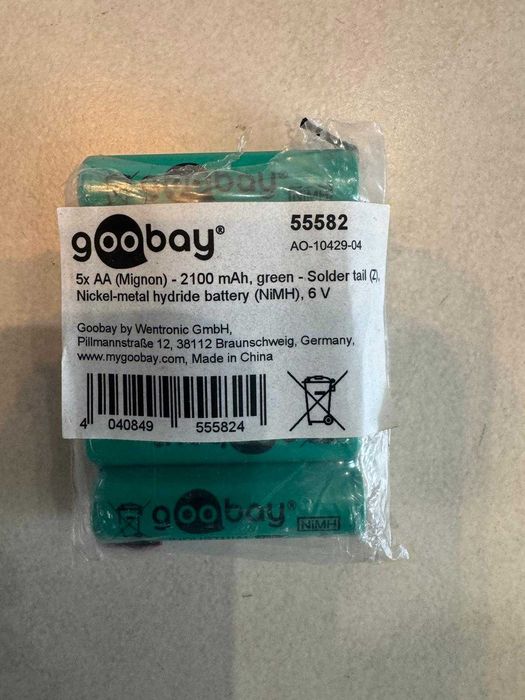 goobay
NiMH
goobay®
55582
AO-10429-04
5x AA (Mignon) - 2100 mAh, green - Solder tail (Z),
Nickel-metal hydride battery (NiMH), 6 V
Goobay by Wentronic GmbH,
Pillmannstraße 12, 38112 Braunschweig, Germany,
www.mygoobay.com, Made in China
4 040849 555824
goobay®
NiMH